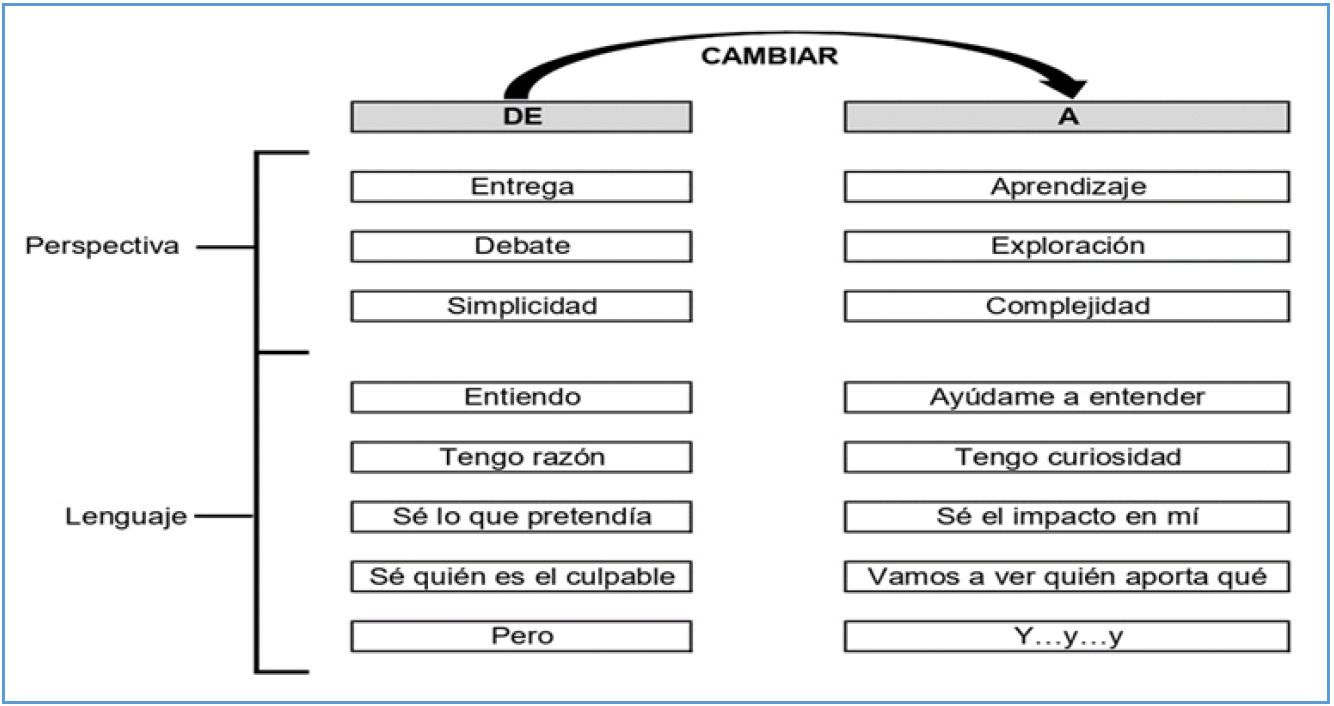 CAMBIAR
DE A
Entrega Aprendizaje
Perspectiva Debate Exploración
Simplicidad Complejidad
Entiendo Ayúdame a entender
Tengo razón Tengo curiosidad
Lenguaje Sé lo que pretendía Sé el impacto en mí
Sé quién es el culpable Vamos a ver quién aporta qué
Pero Y…y…y